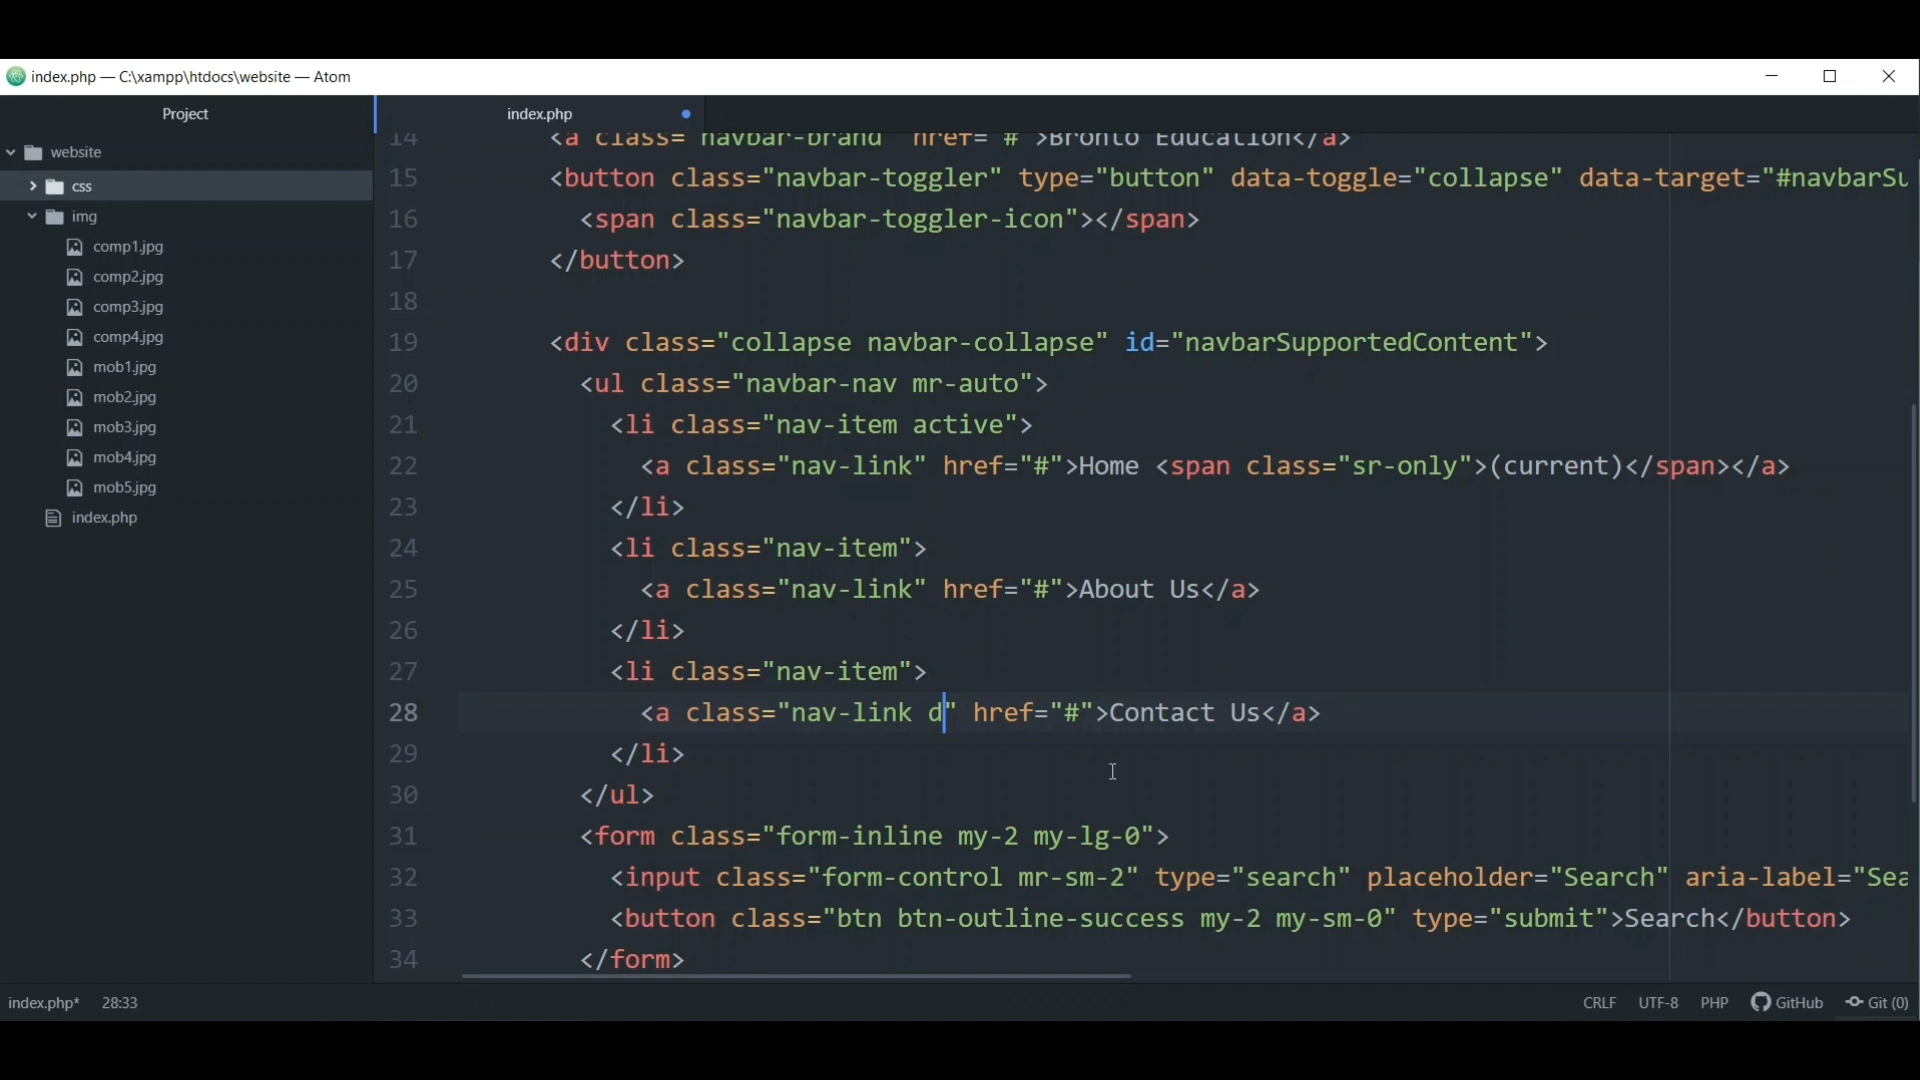 index.php — C:\xampp\htdocs\website — Atom
Project
index.php
website
css
img
comp1.jpg
comp2.jpg
comp3.jpg
comp4.jpg
mob1.jpg
mob2.jpg
mob3.jpg
mob4.jpg
mob5.jpg
index.php
14 <a class="navbar-brand" href="#">Bronto Education</a>
15 <button class="navbar-toggler" type="button" data-toggle="collapse" data-target="#navbarSu
16 <span class="navbar-toggler-icon"></span>
17 </button>
18
19 <div class="collapse navbar-collapse" id="navbarSupportedContent">
20 <ul class="navbar-nav mr-auto">
21 <li class="nav-item active">
22 <a class="nav-link" href="#">Home <span class="sr-only">(current)</span></a>
23 </li>
24 <li class="nav-item">
25 <a class="nav-link" href="#">About Us</a>
26 </li>
27 <li class="nav-item">
28 <a class="nav-link d" href="#">Contact Us</a>
29 </li>
30 </ul>
31 <form class="form-inline my-2 my-lg-0">
32 <input class="form-control mr-sm-2" type="search" placeholder="Search" aria-label="Sea
33 <button class="btn btn-outline-success my-2 my-sm-0" type="submit">Search</button>
34 </form>
index.php* 28:33 CRLF UTF-8 PHP GitHub Git (0)